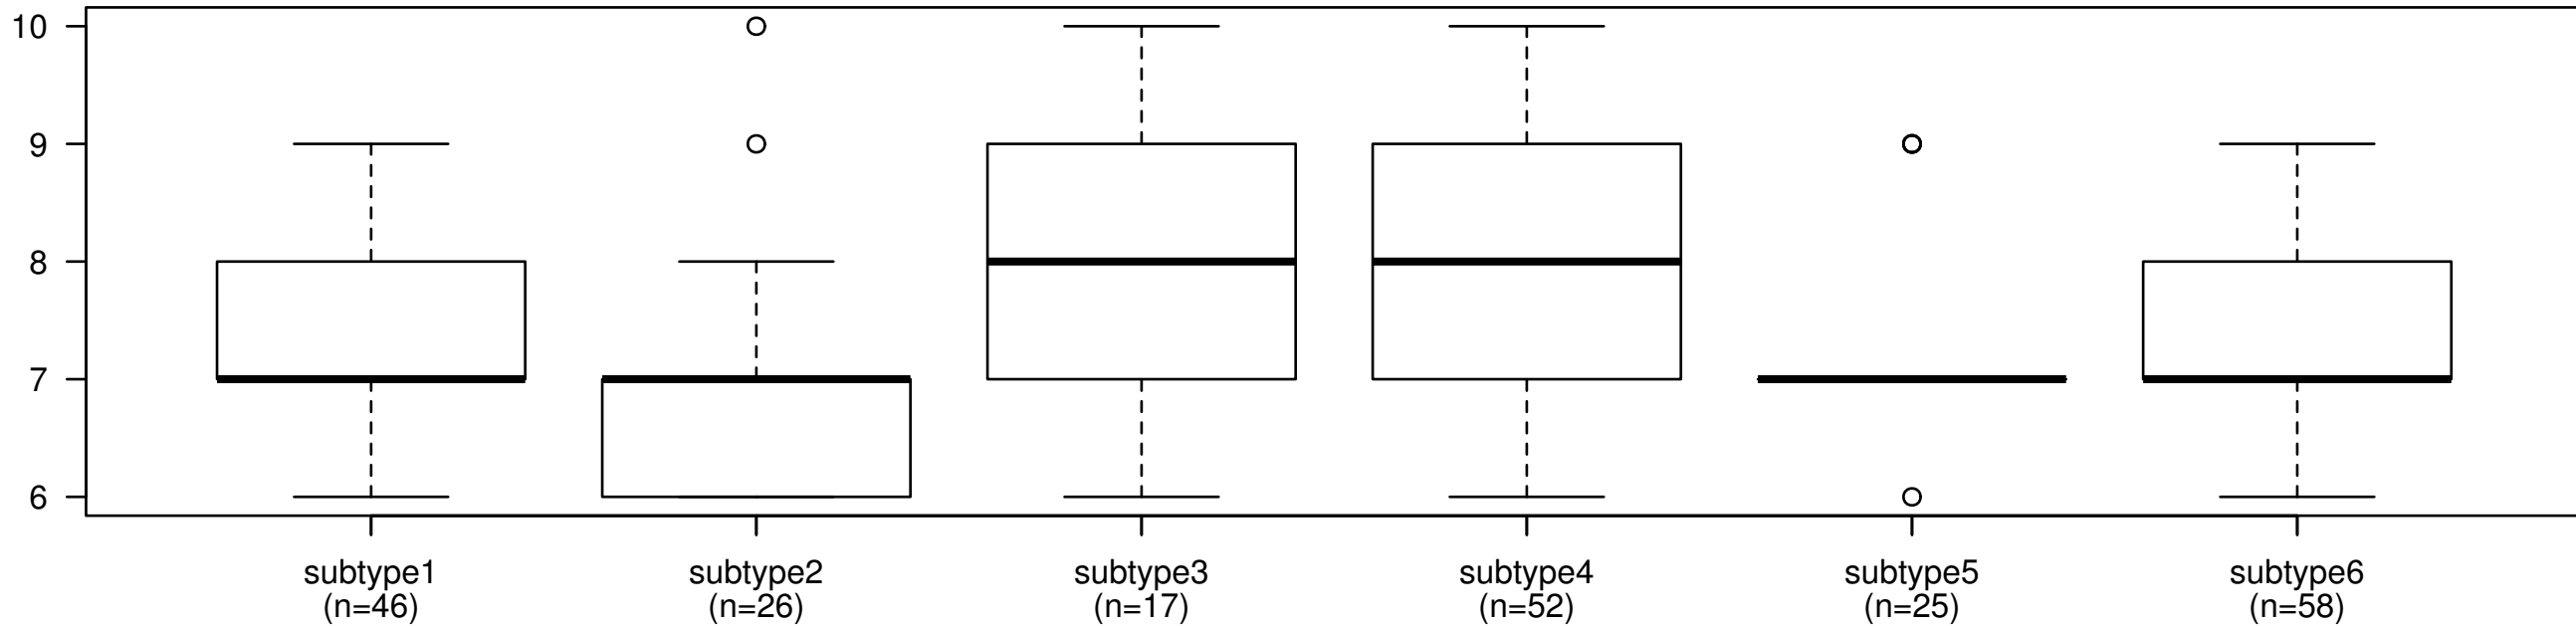 10
9
8
7
6
subtype1 subtype2 subtype3 subtype4 subtype5 subtype6
(n=46) (n=26) (n=17) (n=52) (n=25) (n=58)